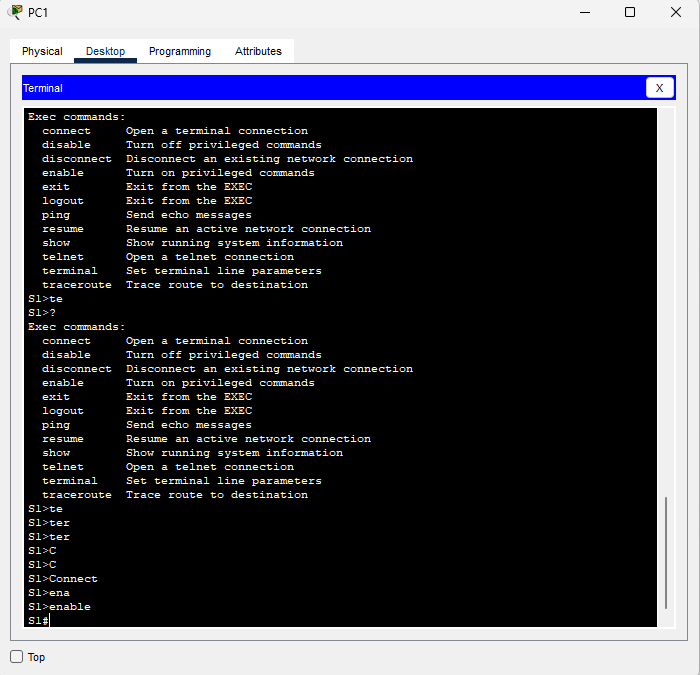 PC1
Physical Desktop Programming Attributes
Terminal X
Exec commands:
connect Open a terminal connection
disable Turn off privileged commands
disconnect Disconnect an existing network connection
enable Turn on privileged commands
exit Exit from the EXEC
logout Exit from the EXEC
ping Send echo messages
resume Resume an active network connection
show Show running system information
telnet Open a telnet connection
terminal Set terminal line parameters
traceroute Trace route to destination
S1>te
S1>?
Exec commands:
connect Open a terminal connection
disable Turn off privileged commands
disconnect Disconnect an existing network connection
enable Turn on privileged commands
exit Exit from the EXEC
logout Exit from the EXEC
ping Send echo messages
resume Resume an active network connection
show Show running system information
telnet Open a telnet connection
terminal Set terminal line parameters
traceroute Trace route to destination
S1>te
S1>ter
S1>ter
S1>C
S1>C
S1>Connect
S1>ena
S1>enable
S1#
Top